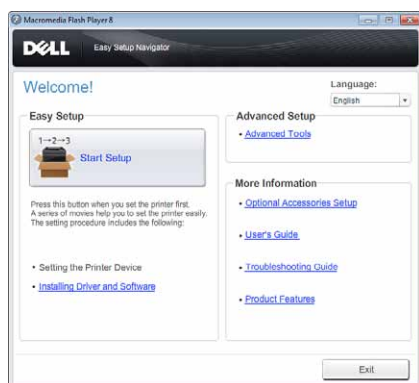 Macromedia Flash Player 8
DELL
Easy Setup Navigator
Welcome!
Language:
English
Easy Setup
1→2→3
Start Setup
Press this button when you set the printer first.
A series of movies help you to set the printer easily.
The setting procedure includes the following:
• Setting the Printer Device
• Installing Driver and Software
Advanced Setup
• Advanced Tools
More Information
• Optional Accessories Setup
• User's Guide
• Troubleshooting Guide
• Product Features
Exit